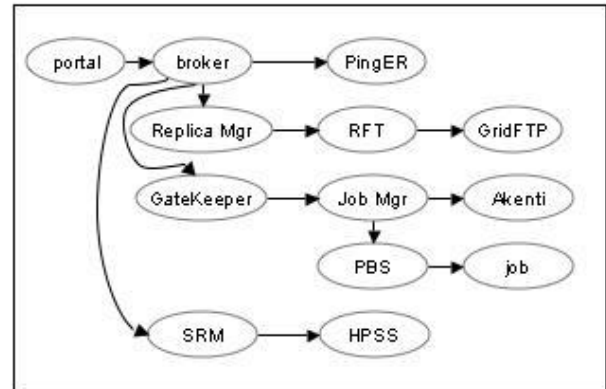 portal broker PingER
Replica Mgr RFT GridFTP
GateKeeper Job Mgr Akenti
PBS job
SRM HPSS